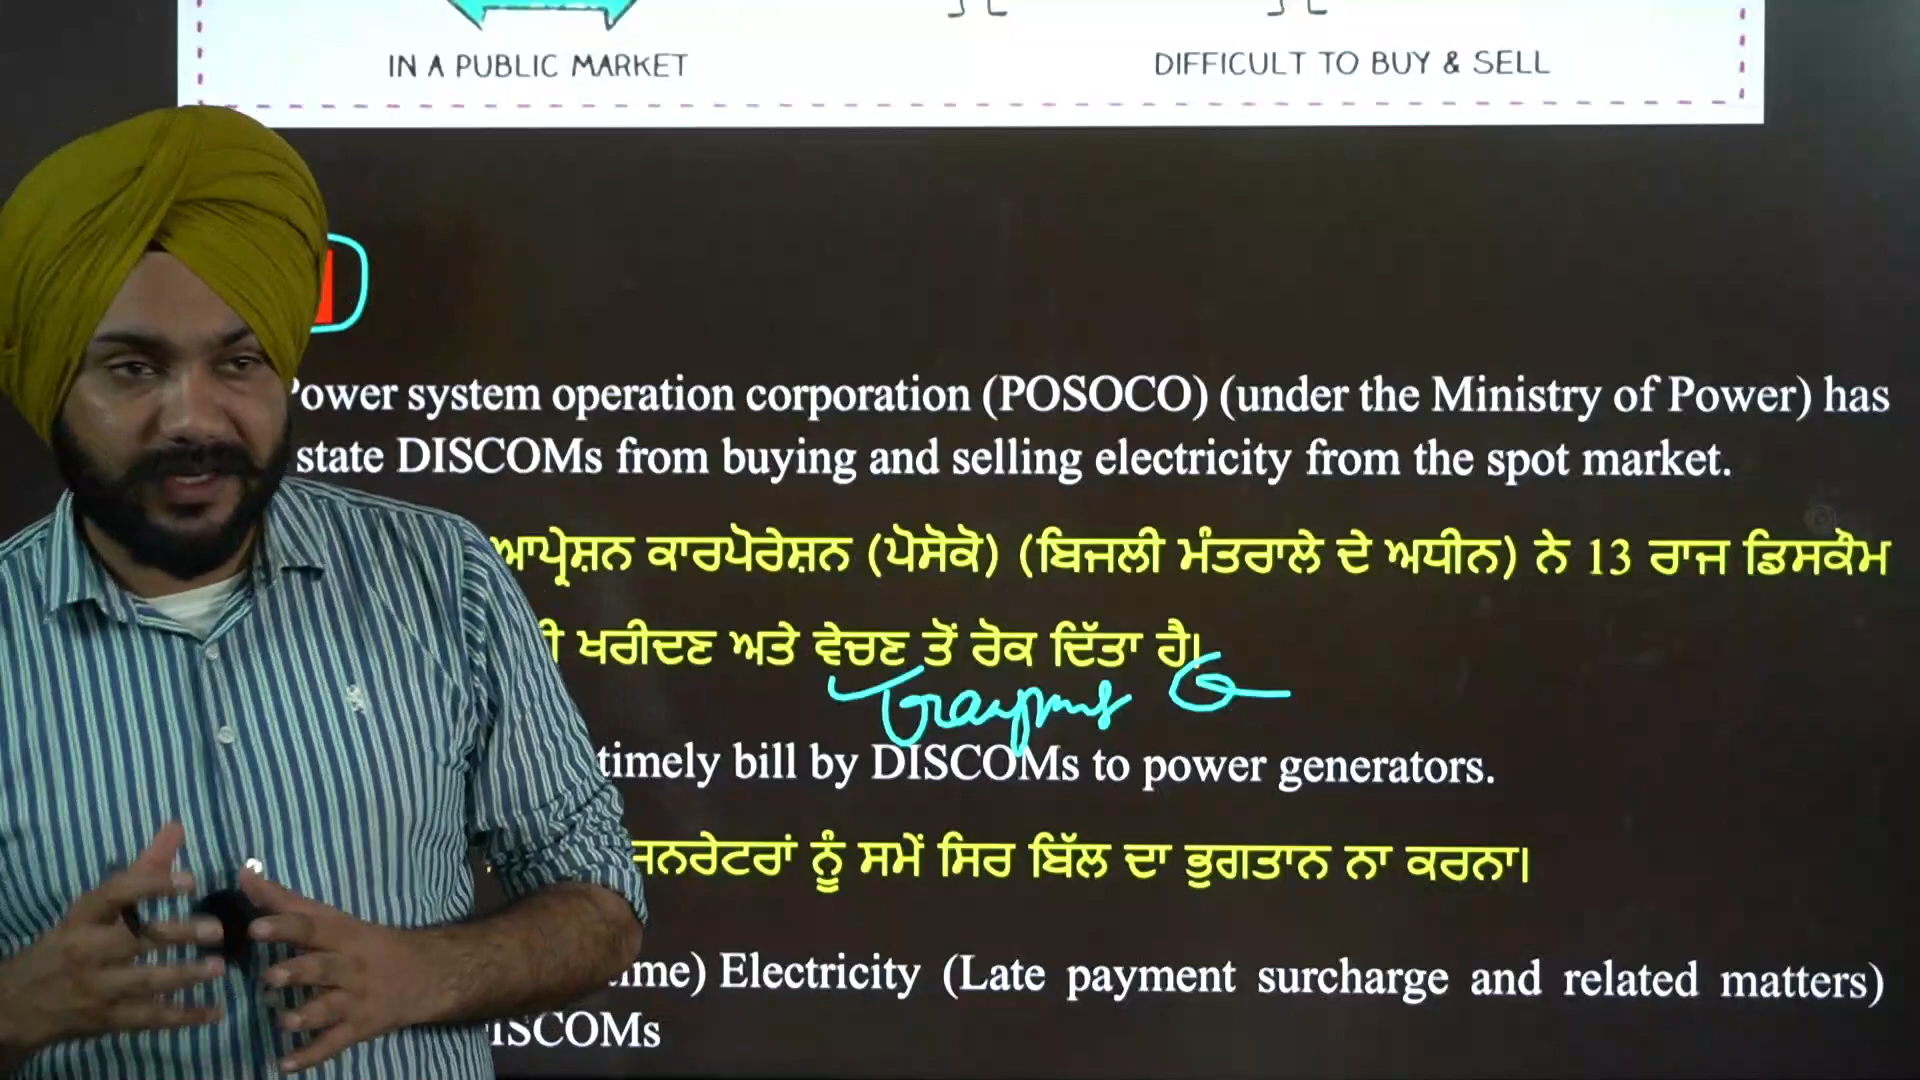 IN A PUBLIC MARKET
DIFFICULT TO BUY & SELL
Power system operation corporation (POSOCO) (under the Ministry of Power) has
state DISCOMs from buying and selling electricity from the spot market.
ਆਪ੍ਰੇਸ਼ਨ ਕਾਰਪੋਰੇਸ਼ਨ (ਪੋਸੋਕੋ) (ਬਿਜਲੀ ਮੰਤਰਾਲੇ ਦੇ ਅਧੀਨ) ਨੇ 13 ਰਾਜ ਡਿਸਕੌਮ
ਖਰੀਦਣ ਅਤੇ ਵੇਚਣ ਤੋਂ ਰੋਕ ਦਿੱਤਾ ਹੈ।
timely bill by DISCOMs to power generators.
ਜਨਰੇਟਰਾਂ ਨੂੰ ਸਮੇਂ ਸਿਰ ਬਿੱਲ ਦਾ ਭੁਗਤਾਨ ਨਾ ਕਰਨਾ।
Electricity (Late payment surcharge and related matters)
DISCOMs